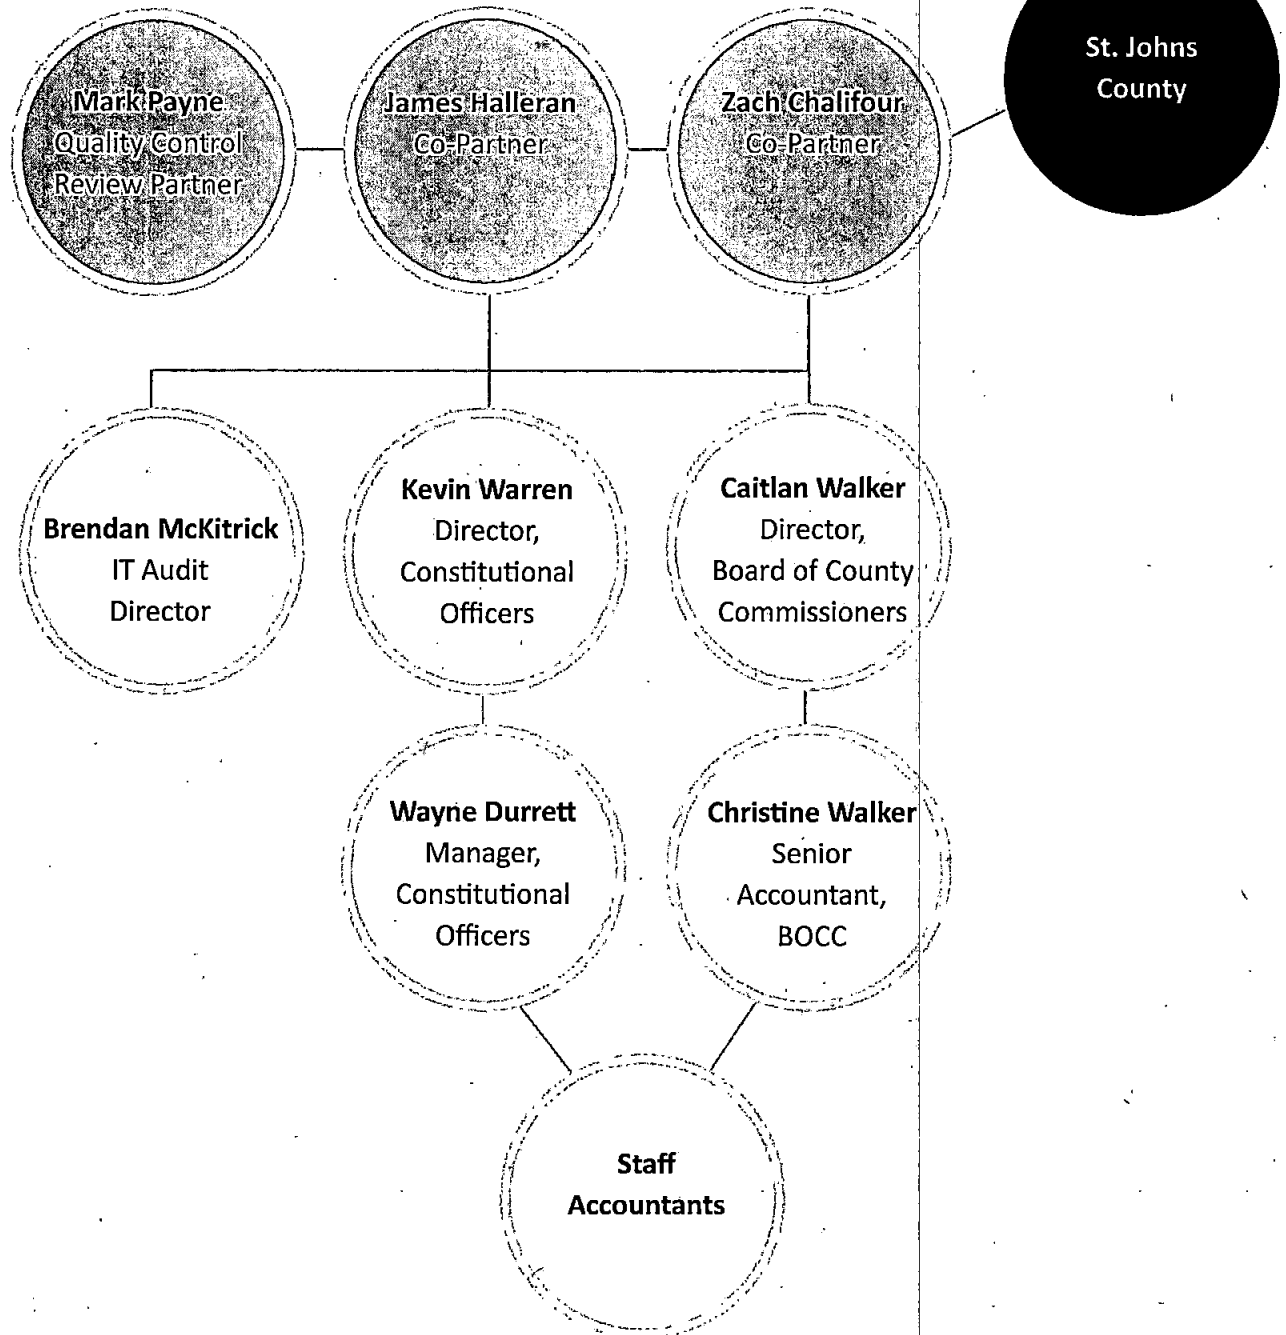 St. Johns
County
Mark Payne
Quality Control
Review Partner
James Halleran
Co-Partner
Zach Chalifour
Co-Partner
Brendan McKitrick
IT Audit
Director
Kevin Warren
Director,
Constitutional
Officers
Caitlan Walker
Director,
Board of County
Commissioners
Wayne Durrett
Manager,
Constitutional
Officers
Christine Walker
Senior
Accountant,
BOCC
Staff
Accountants